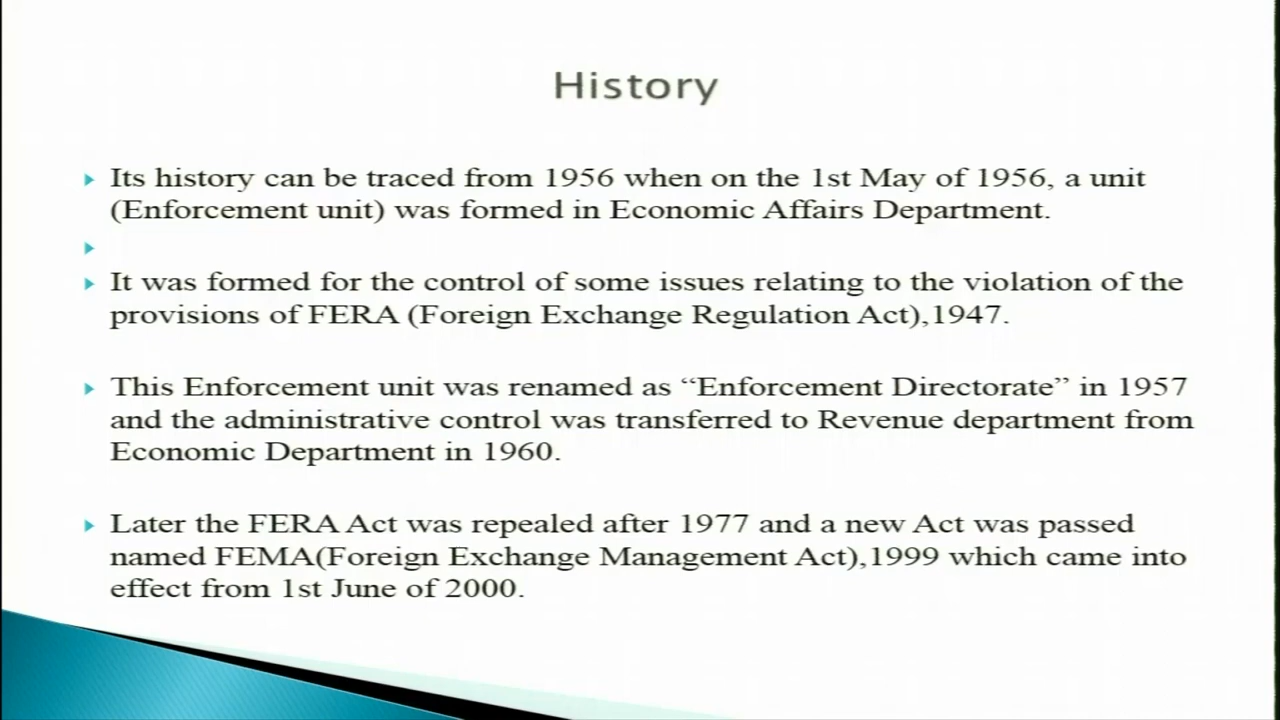 History
Its history can be traced from 1956 when on the 1st May of 1956, a unit
(Enforcement unit) was formed in Economic Affairs Department.
It was formed for the control of some issues relating to the violation of the
provisions of FERA (Foreign Exchange Regulation Act),1947.
This Enforcement unit was renamed as “Enforcement Directorate” in 1957
and the administrative control was transferred to Revenue department from
Economic Department in 1960.
Later the FERA Act was repealed after 1977 and a new Act was passed
named FEMA(Foreign Exchange Management Act),1999 which came into
effect from 1st June of 2000.